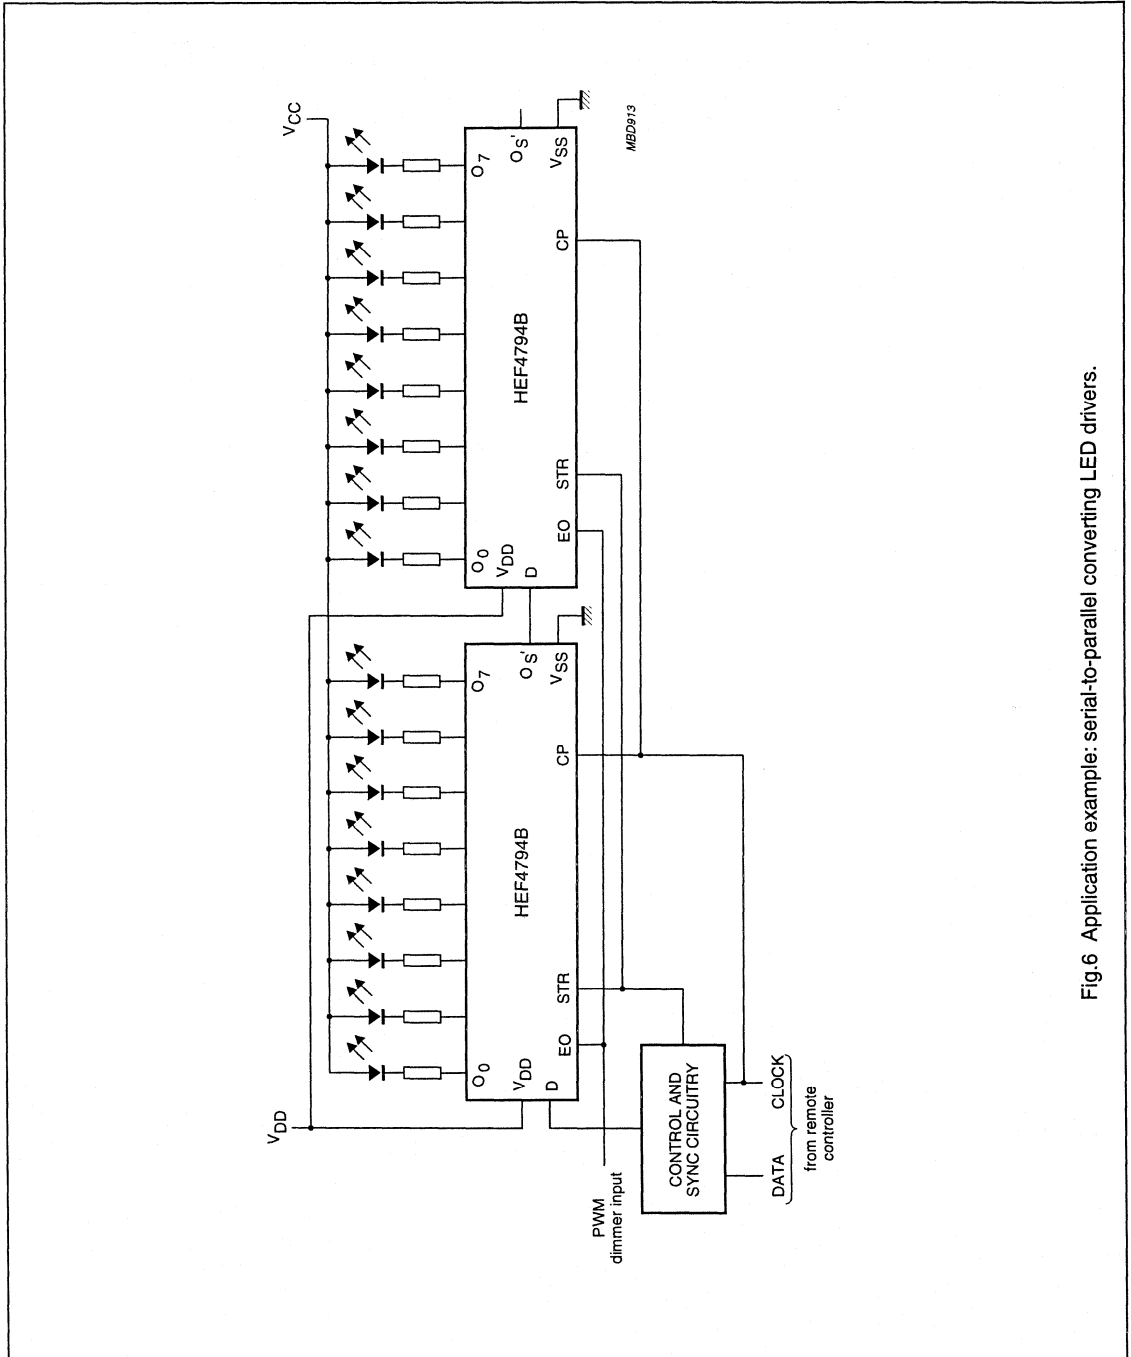 VCC
VDD
O7
OS'
VSS
MBD913
CP
HEF4794B
STR
EO
O0
VDD
D
O7
OS'
VSS
CP
HEF4794B
STR
EO
O0
VDD
D
PWM
dimmer input
CONTROL AND
SYNC CIRCUITRY
DATA
CLOCK
from remote
controller
Fig.6 Application example: serial-to-parallel converting LED drivers.